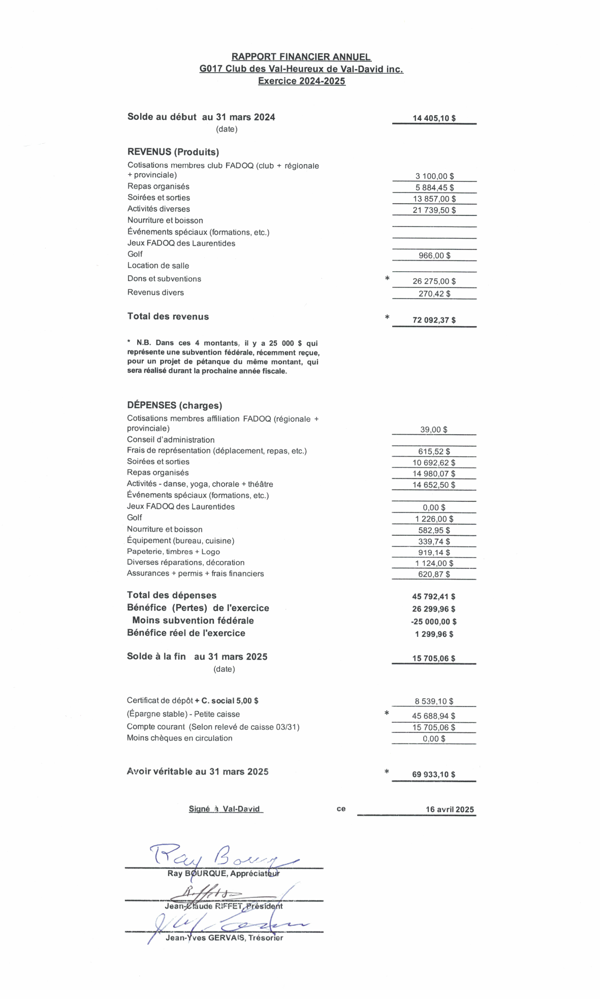 RAPPORT FINANCIER ANNUEL
G017 Club des Val-Heureux de Val-David inc.
Exercice 2024-2025
Solde au début au 31 mars 2024 14 405,10 $
(date)
REVENUS (Produits)
Cotisations membres club FADOQ (club + régionale
+ provinciale) 3 100,00 $
Repas organisés 5 884,45 $
Soirées et sorties 13 857,00 $
Activités diverses 21 739,50 $
Nourriture et boisson
Événements spéciaux (formations, etc.)
Jeux FADOQ des Laurentides
Golf 966,00 $
Location de salle
Dons et subventions * 26 275,00 $
Revenus divers 270,42 $
Total des revenus * 72 092,37 $
* N.B. Dans ces 4 montants, il y a 25 000 $ qui
représente une subvention fédérale, récemment reçue,
pour un projet de pétanque du même montant, qui
sera réalisé durant la prochaine année fiscale.
DÉPENSES (charges)
Cotisations membres affiliation FADOQ (régionale +
provinciale) 39,00 $
Conseil d'administration
Frais de représentation (déplacement, repas, etc.) 615,52 $
Soirées et sorties 10 692,62 $
Repas organisés 14 980,07 $
Activités - danse, yoga, chorale + théâtre 14 652,50 $
Événements spéciaux (formations, etc.)
Jeux FADOQ des Laurentides 0,00 $
Golf 1 226,00 $
Nourriture et boisson 582,95 $
Équipement (bureau, cuisine) 339,74 $
Papeterie, timbres + Logo 919,14 $
Diverses réparations, décoration 1 124,00 $
Assurances + permis + frais financiers 620,87 $
Total des dépenses 45 792,41 $
Bénéfice (Pertes) de l'exercice 26 299,96 $
Moins subvention fédérale -25 000,00 $
Bénéfice réel de l'exercice 1 299,96 $
Solde à la fin au 31 mars 2025 15 705,06 $
(date)
Certificat de dépôt + C. social 5,00 $ 8 539,10 $
(Épargne stable) - Petite caisse * 45 688,94 $
Compte courant (Selon relevé de caisse 03/31) 15 705,06 $
Moins chèques en circulation 0,00 $
Avoir véritable au 31 mars 2025 * 69 933,10 $
Signé à Val-David ce 16 avril 2025
Ray Bourq
Ray BOURQUE, Appréciateur
Jean-Claude RIFFET, Président
Jean-Yves GERVAIS, Trésorier